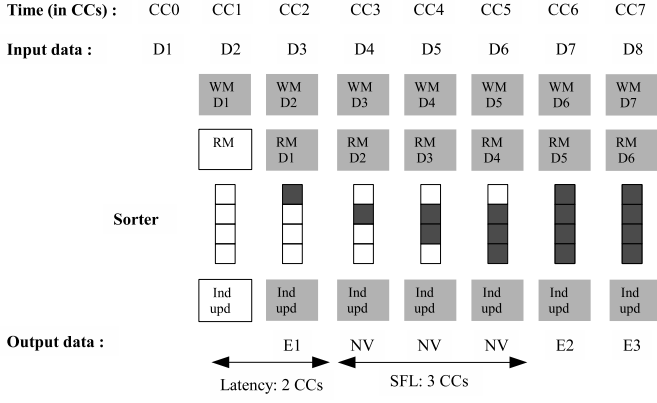 Time (in CCs) : CC0 CC1 CC2 CC3 CC4 CC5 CC6 CC7
Input data : D1 D2 D3 D4 D5 D6 D7 D8
WM WM WM WM WM WM WM
D1 D2 D3 D4 D5 D6 D7
RM RM RM RM RM RM RM
D1 D2 D3 D4 D5 D6
Sorter
Ind Ind Ind Ind Ind Ind Ind
upd upd upd upd upd upd upd
Output data : E1 NV NV NV E2 E3
Latency: 2 CCs SFL: 3 CCs